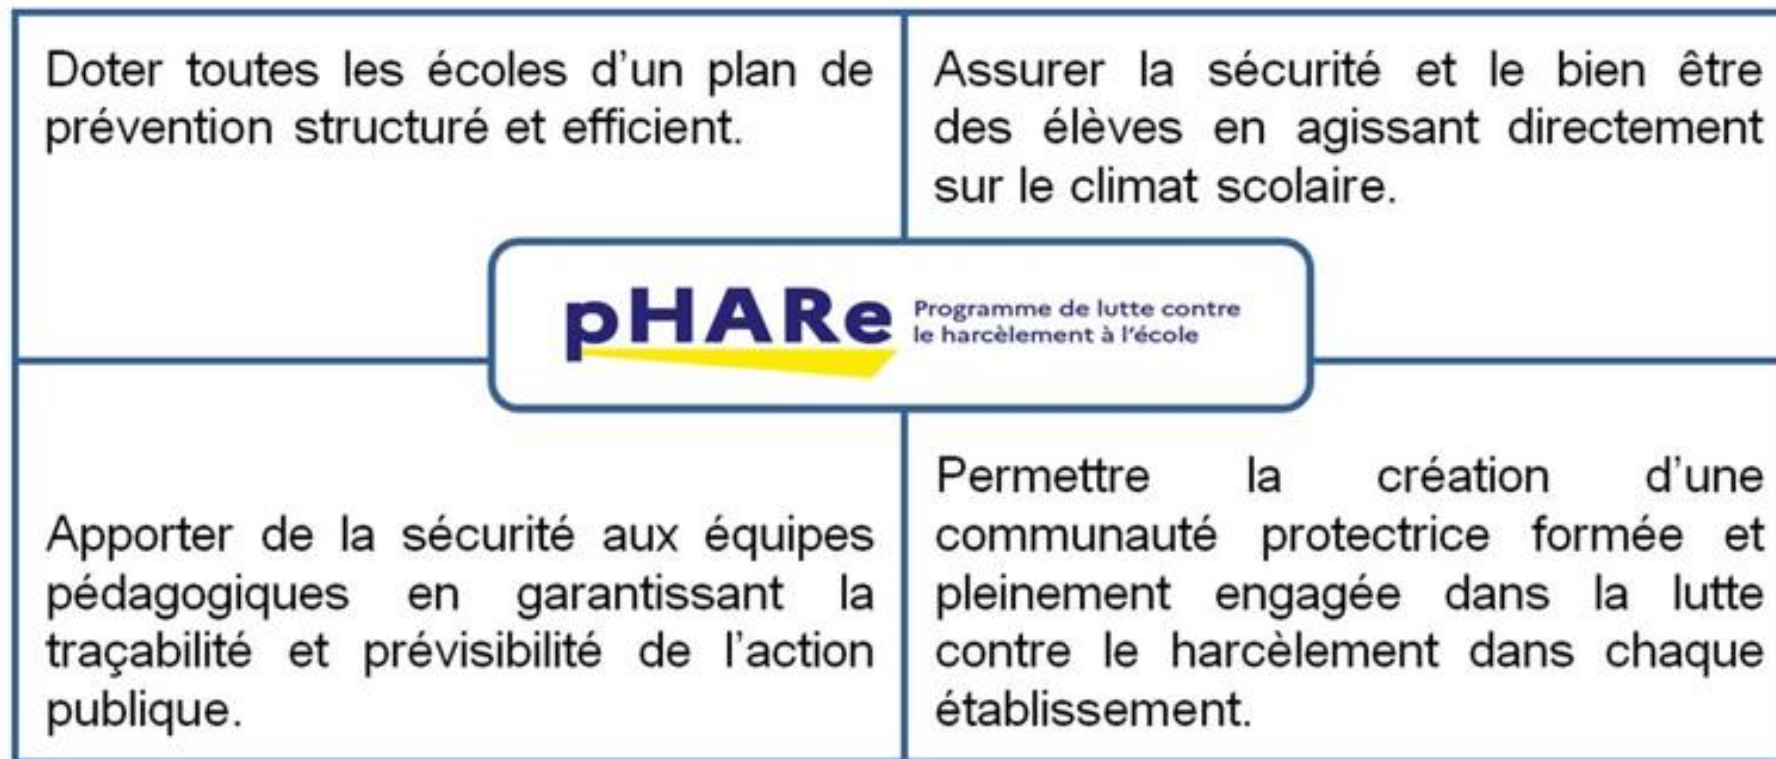 Doter toutes les écoles d'un plan de
prévention structuré et efficient.
Assurer la sécurité et le bien être
des élèves en agissant directement
sur le climat scolaire.
pHARe
Programme de lutte contre
le harcèlement à l'école
Apporter de la sécurité aux équipes
pédagogiques en garantissant la
traçabilité et prévisibilité de l'action
publique.
Permettre la création d'une
communauté protectrice formée et
pleinement engagée dans la lutte
contre le harcèlement dans chaque
établissement.